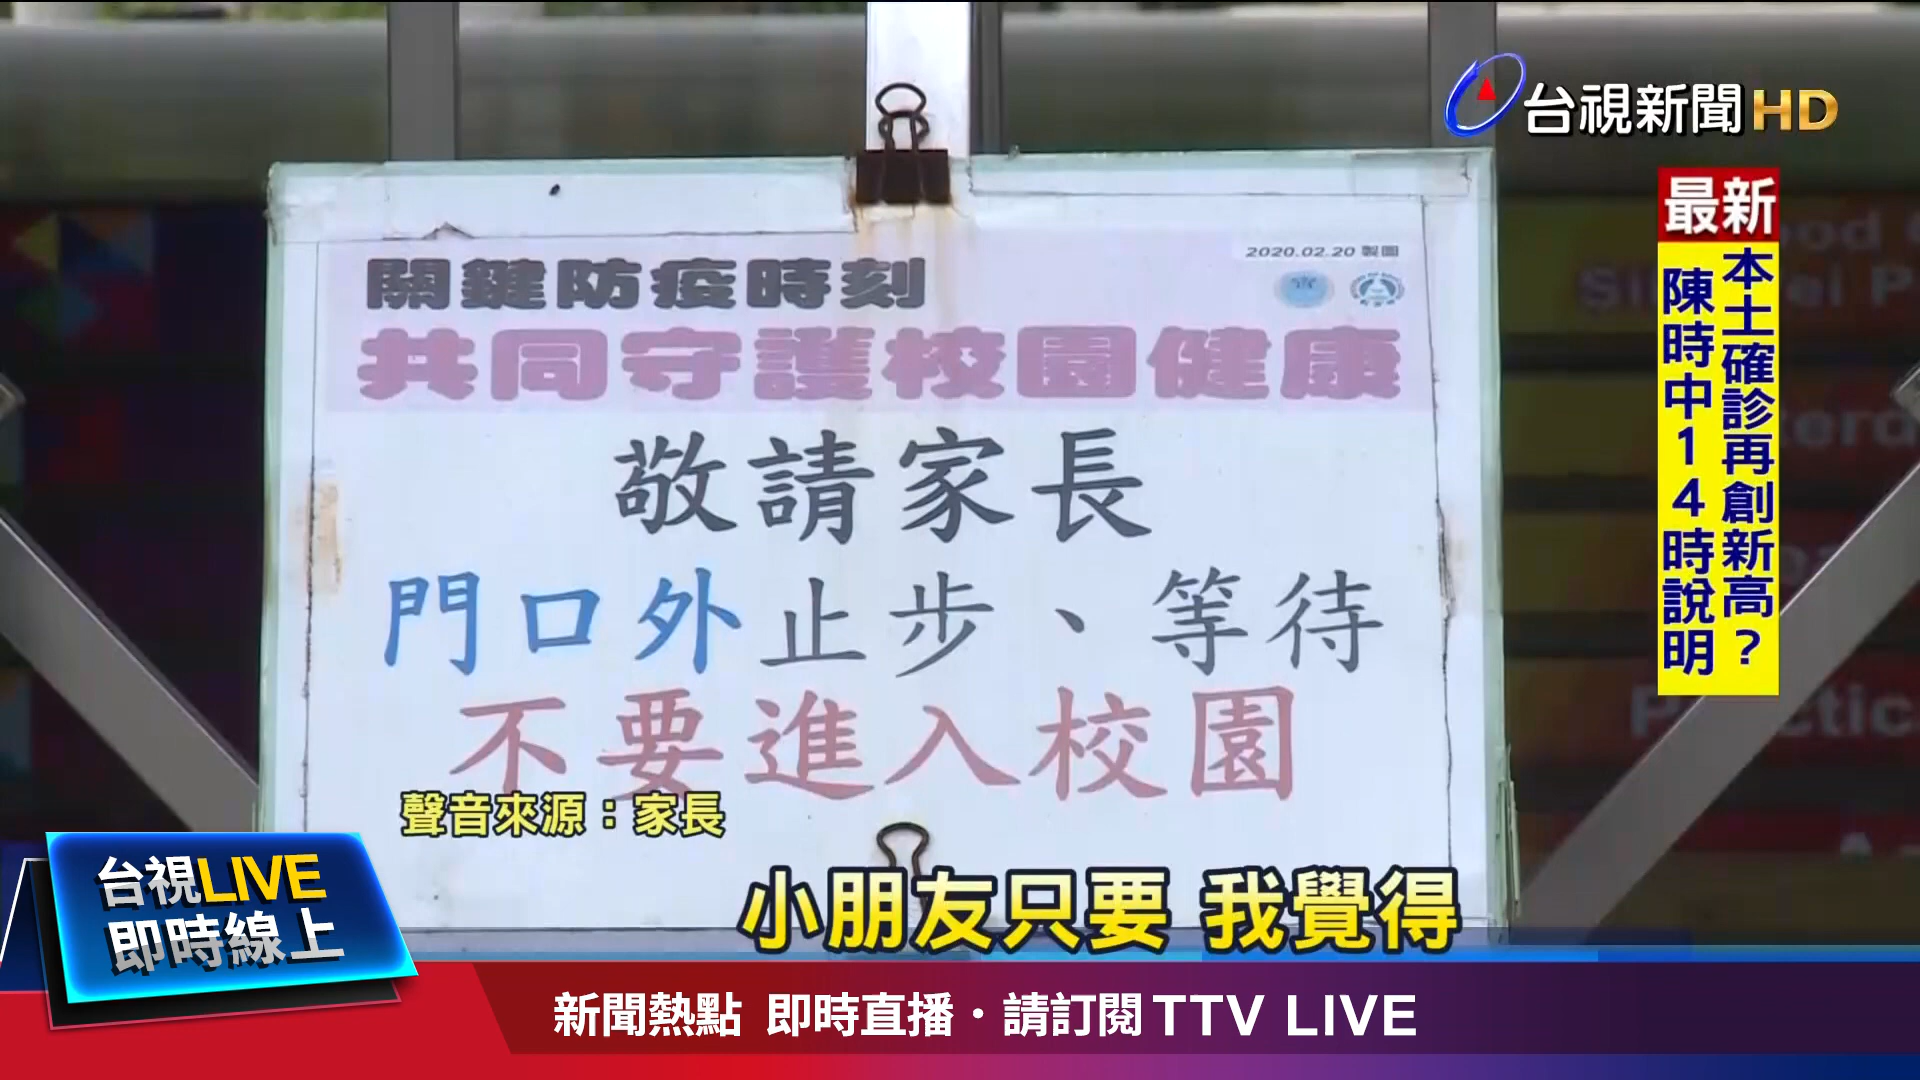 台視新聞HD
最新
本土確診再創新高？
陳時中14時說明
2020.02.20 製圖
關鍵防疫時刻
共同守護校園健康
敬請家長
門口外止步、等待
不要進入校園
聲音來源：家長
小朋友只要 我覺得
台視LIVE
即時線上
新聞熱點 即時直播・請訂閱TTV LIVE